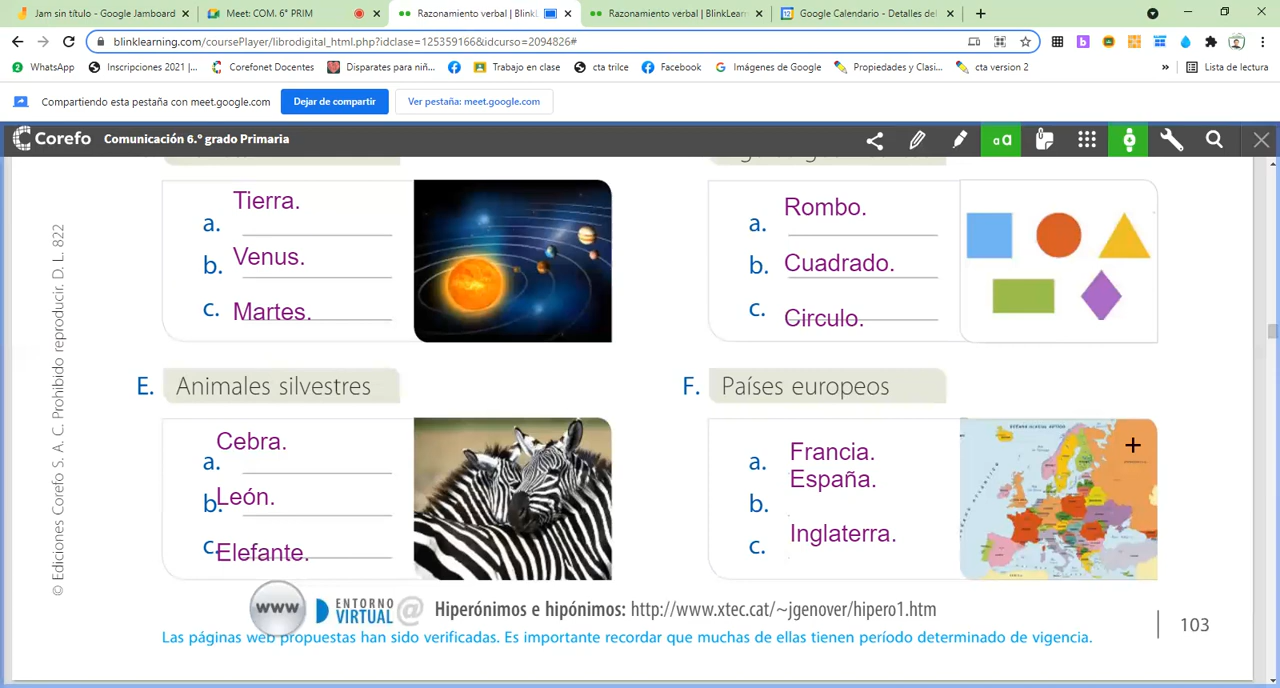 Jam sin título - Google Jamboard
Meet: COM. 6° PRIM
Razonamiento verbal | BlinkL
Razonamiento verbal | BlinkLear
Google Calendario - Detalles del
blinklearning.com/coursePlayer/librodigital_html.php?idclase=125359166&idcurso=2094826#
WhatsApp
Inscripciones 2021 |...
Corefonet Docentes
Disparates para niñ...
Trabajo en clase
cta trilce
Facebook
Imágenes de Google
Propiedades y Clasi...
cta version 2
»
Lista de lectura
Compartiendo esta pestaña con meet.google.com
Dejar de compartir
Ver pestaña: meet.google.com
Corefo
Comunicación 6.º grado Primaria
aA
a. Tierra.
b. Venus.
c. Martes.
a. Rombo.
b. Cuadrado.
c. Circulo.
E. Animales silvestres
a. Cebra.
b. León.
c. Elefante.
F. Países europeos
a. Francia.
b. España.
c. Inglaterra.
© Ediciones Corefo S. A. C. Prohibido reproducir. D. L. 822
www
ENTORNO
VIRTUAL @
Hiperónimos e hipónimos: http://www.xtec.cat/~jgenover/hipero1.htm
Las páginas web propuestas han sido verificadas. Es importante recordar que muchas de ellas tienen período determinado de vigencia.
103